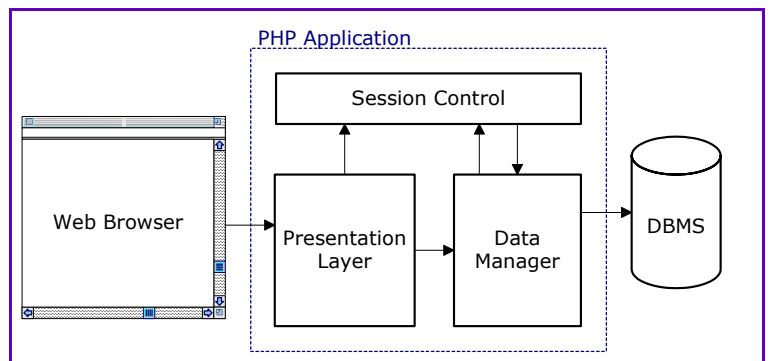 PHP Application
Session Control
Web Browser
Presentation
Layer
Data
Manager
DBMS